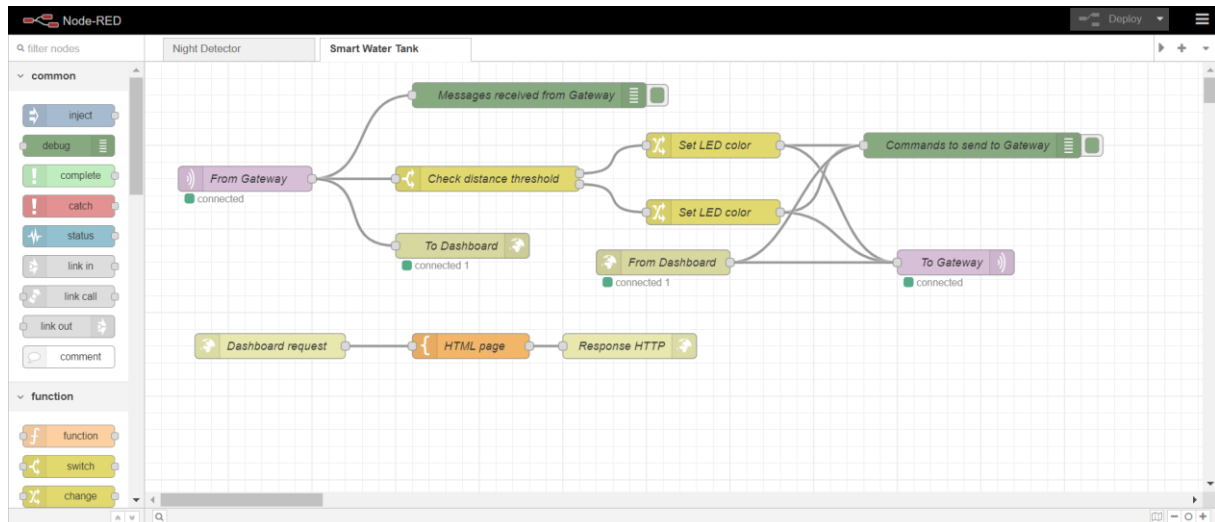 Node-RED
Deploy
filter nodes
Night Detector
Smart Water Tank
common
inject
debug
complete
catch
status
link in
link call
link out
comment
function
function
switch
change
Messages received from Gateway
Set LED color
Commands to send to Gateway
From Gateway
connected
Check distance threshold
Set LED color
To Dashboard
connected 1
From Dashboard
connected 1
To Gateway
connected
Dashboard request
HTML page
Response HTTP